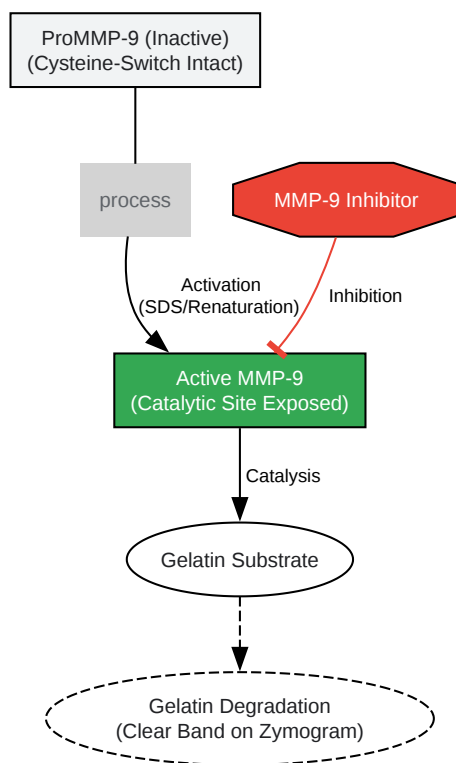 ProMMP-9 (Inactive)
(Cysteine-Switch Intact)
process
MMP-9 Inhibitor
Activation
(SDS/Renaturation)
Inhibition
Active MMP-9
(Catalytic Site Exposed)
Catalysis
Gelatin Substrate
Gelatin Degradation
(Clear Band on Zymogram)